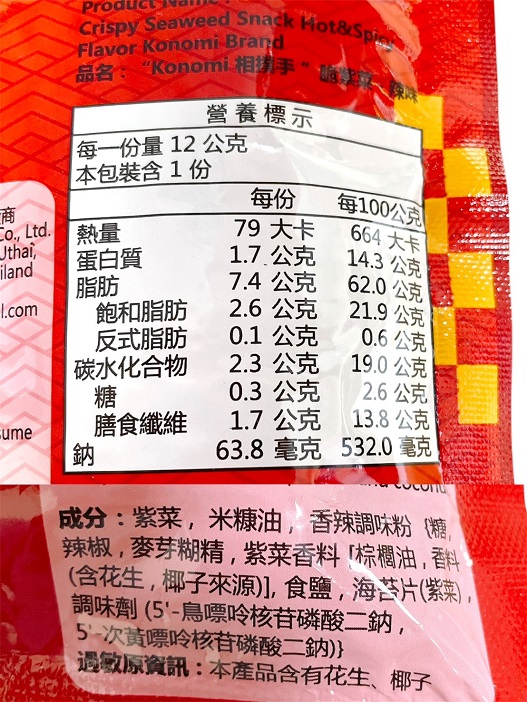 Product Name :
Crispy Seaweed Snack Hot&Spicy
Flavor Konomi Brand
品名：“Konomi 相撲手”脆紫菜 辣味
營養標示
每一份量 12 公克
本包裝含 1 份
每份 每100公克
熱量 79 大卡 664 大卡
蛋白質 1.7 公克 14.3 公克
脂肪 7.4 公克 62.0 公克
飽和脂肪 2.6 公克 21.9 公克
反式脂肪 0.1 公克 0.6 公克
碳水化合物 2.3 公克 19.0 公克
糖 0.3 公克 2.6 公克
膳食纖維 1.7 公克 13.8 公克
鈉 63.8 毫克 532.0 毫克
商
Co., Ltd.
Uthai,
iland
l.com
sume
成分：紫菜，米糠油，香辣調味粉｛糖，
辣椒，麥芽糊精，紫菜香料 [棕櫚油，香料
(含花生，椰子來源)]，食鹽，海苔片(紫菜)，
調味劑 (5'-鳥嘌呤核苷磷酸二鈉，
5'-次黃嘌呤核苷磷酸二鈉)}
過敏原資訊：本產品含有花生、椰子